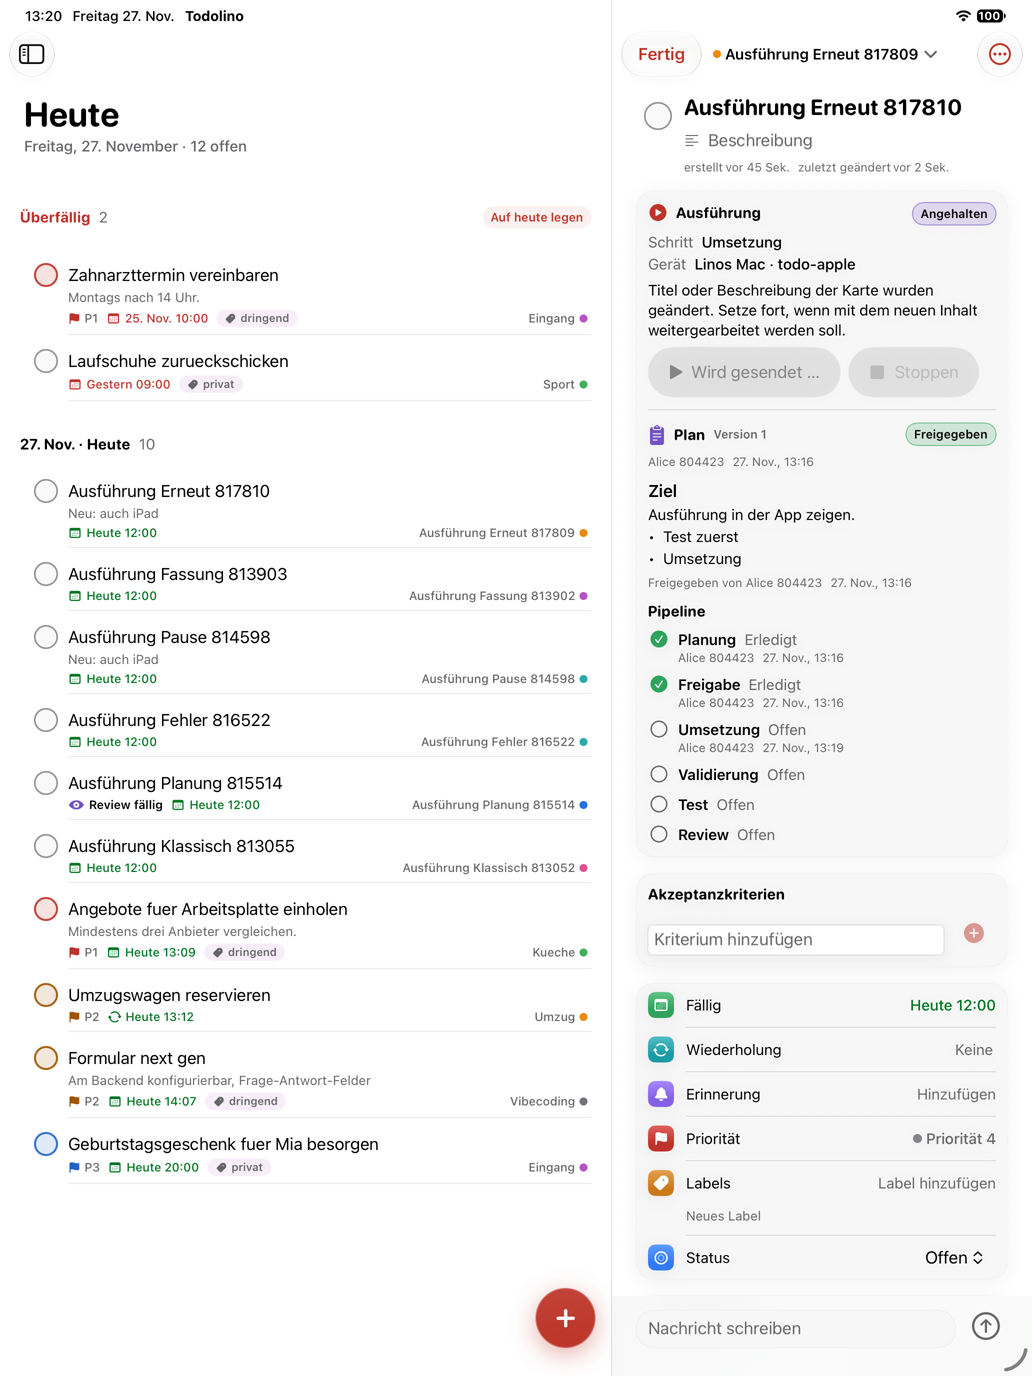 13:20 Freitag 27. Nov. Todolino
100
Heute
Freitag, 27. November · 12 offen
Überfällig 2
Auf heute legen
Zahnarzttermin vereinbaren
Montags nach 14 Uhr.
P1 25. Nov. 10:00 dringend
Eingang
Laufschuhe zurueckschicken
Gestern 09:00 privat
Sport
27. Nov. · Heute 10
Ausführung Erneut 817810
Neu: auch iPad
Heute 12:00
Ausführung Erneut 817809
Ausführung Fassung 813903
Heute 12:00
Ausführung Fassung 813902
Ausführung Pause 814598
Neu: auch iPad
Heute 12:00
Ausführung Pause 814598
Ausführung Fehler 816522
Heute 12:00
Ausführung Fehler 816522
Ausführung Planung 815514
Review fällig Heute 12:00
Ausführung Planung 815514
Ausführung Klassisch 813055
Heute 12:00
Ausführung Klassisch 813052
Angebote fuer Arbeitsplatte einholen
Mindestens drei Anbieter vergleichen.
P1 Heute 13:09 dringend
Kueche
Umzugswagen reservieren
P2 Heute 13:12
Umzug
Formular next gen
Am Backend konfigurierbar, Frage-Antwort-Felder
P2 Heute 14:07 dringend
Vibecoding
Geburtstagsgeschenk fuer Mia besorgen
P3 Heute 20:00 privat
Eingang
Fertig
Ausführung Erneut 817809
Ausführung Erneut 817810
Beschreibung
erstellt vor 45 Sek. zuletzt geändert vor 2 Sek.
Ausführung
Angehalten
Schritt Umsetzung
Gerät Linos Mac · todo-apple
Titel oder Beschreibung der Karte wurden
geändert. Setze fort, wenn mit dem neuen Inhalt
weitergearbeitet werden soll.
Wird gesendet ...
Stoppen
Plan Version 1
Freigegeben
Alice 804423 27. Nov., 13:16
Ziel
Ausführung in der App zeigen.
• Test zuerst
• Umsetzung
Freigegeben von Alice 804423 27. Nov., 13:16
Pipeline
Planung Erledigt
Alice 804423 27. Nov., 13:16
Freigabe Erledigt
Alice 804423 27. Nov., 13:16
Umsetzung Offen
Alice 804423 27. Nov., 13:19
Validierung Offen
Test Offen
Review Offen
Akzeptanzkriterien
Kriterium hinzufügen
Fällig
Heute 12:00
Wiederholung
Keine
Erinnerung
Hinzufügen
Priorität
Priorität 4
Labels
Label hinzufügen
Neues Label
Status
Offen
Nachricht schreiben